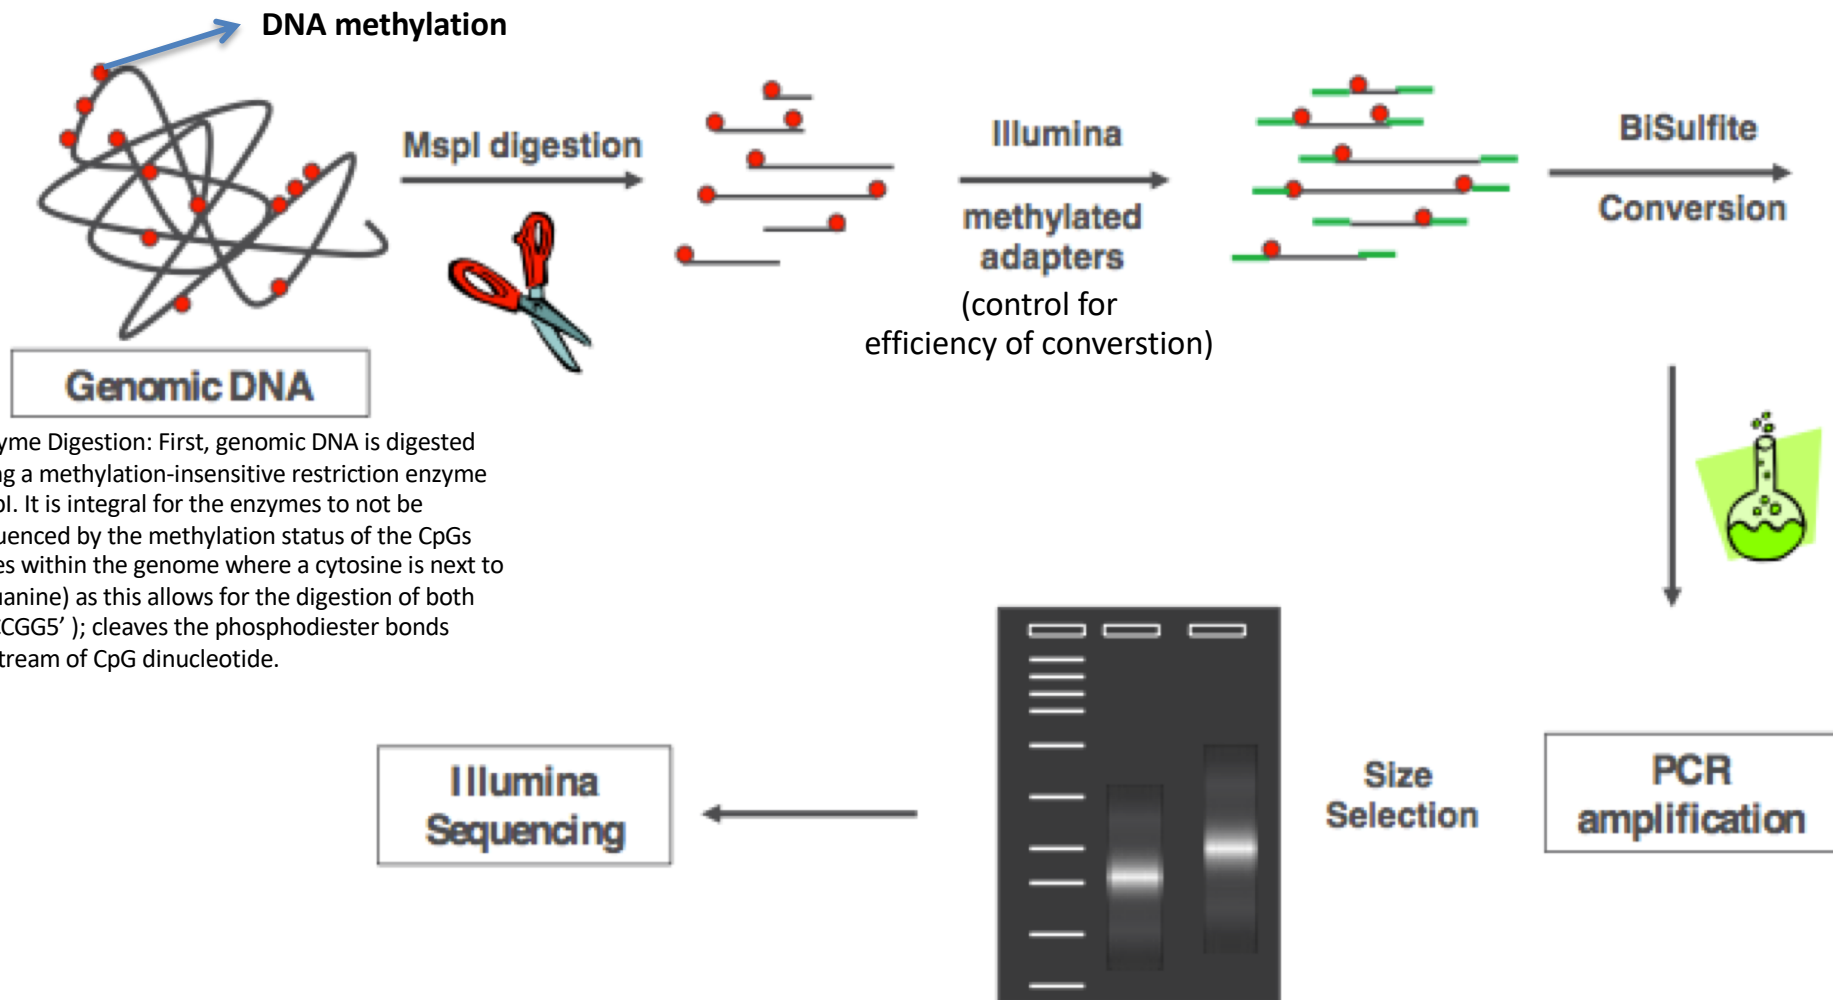 DNA methylation
MspI digestion
Illumina
methylated
adapters
(control for
efficiency of converstion)
BiSulfite
Conversion
Genomic DNA
yme Digestion: First, genomic DNA is digested
g a methylation-insensitive restriction enzyme
pI. It is integral for the enzymes to not be
uenced by the methylation status of the CpGs
es within the genome where a cytosine is next to
uanine) as this allows for the digestion of both
CCGG5’ ); cleaves the phosphodiester bonds
tream of CpG dinucleotide.
Illumina
Sequencing
Size
Selection
PCR
amplification